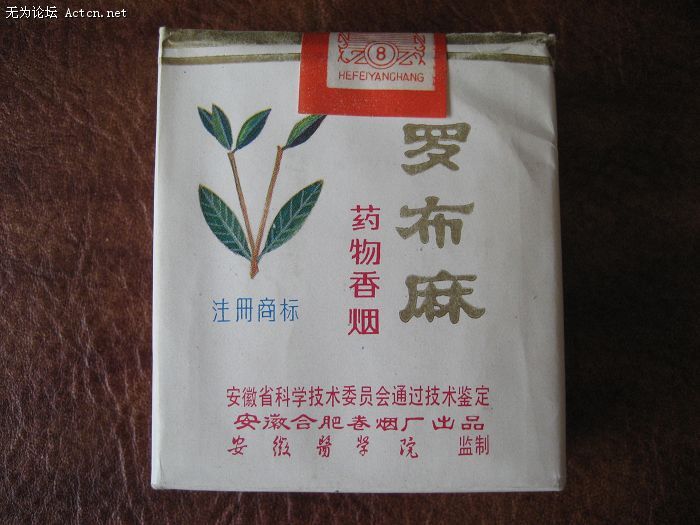 无为论坛 Actcn.net
8
HEFEIYANCHANG
罗布麻
药物香烟
注册商标
安徽省科学技术委员会通过技术鉴定
安徽合肥卷烟厂出品
安徽醫学院 监制